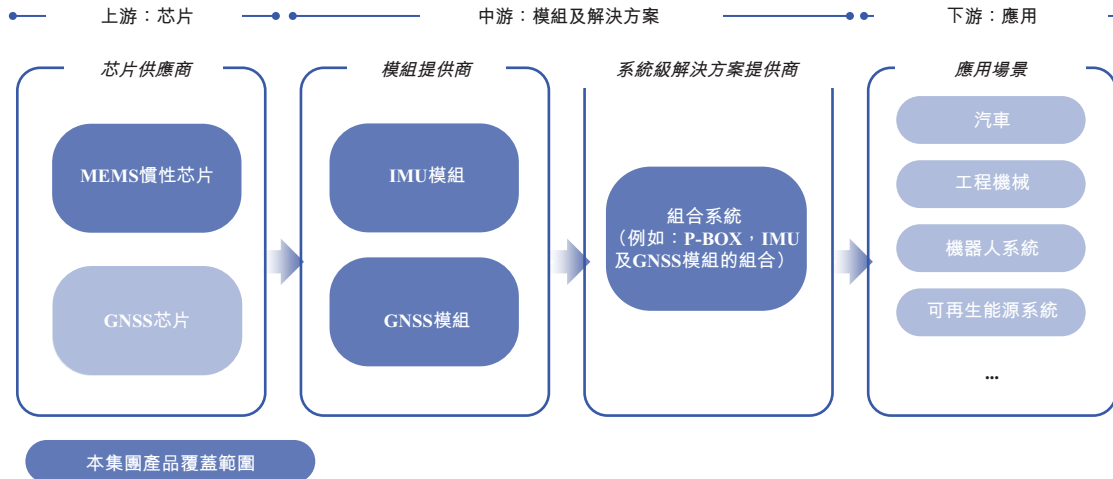 上游：芯片
中游：模組及解決方案
下游：應用
芯片供應商
模組提供商
系統級解決方案提供商
應用場景
MEMS慣性芯片
GNSS芯片
IMU模組
GNSS模組
組合系統
（例如：P-BOX，IMU
及GNSS模組的組合）
汽車
工程機械
機器人系統
可再生能源系統
...
本集團產品覆蓋範圍